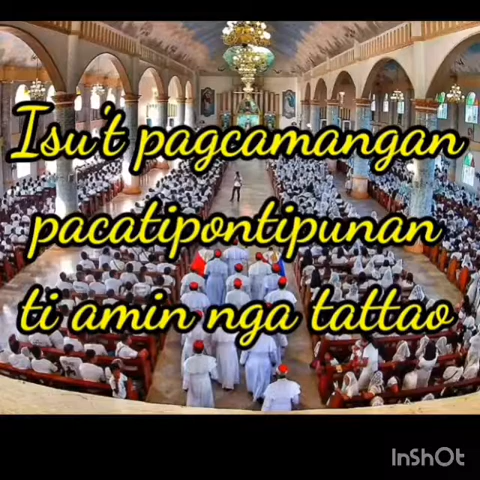 Isu't pagcamangan
pacatipontipunan
ti amin nga tattao
InShOt